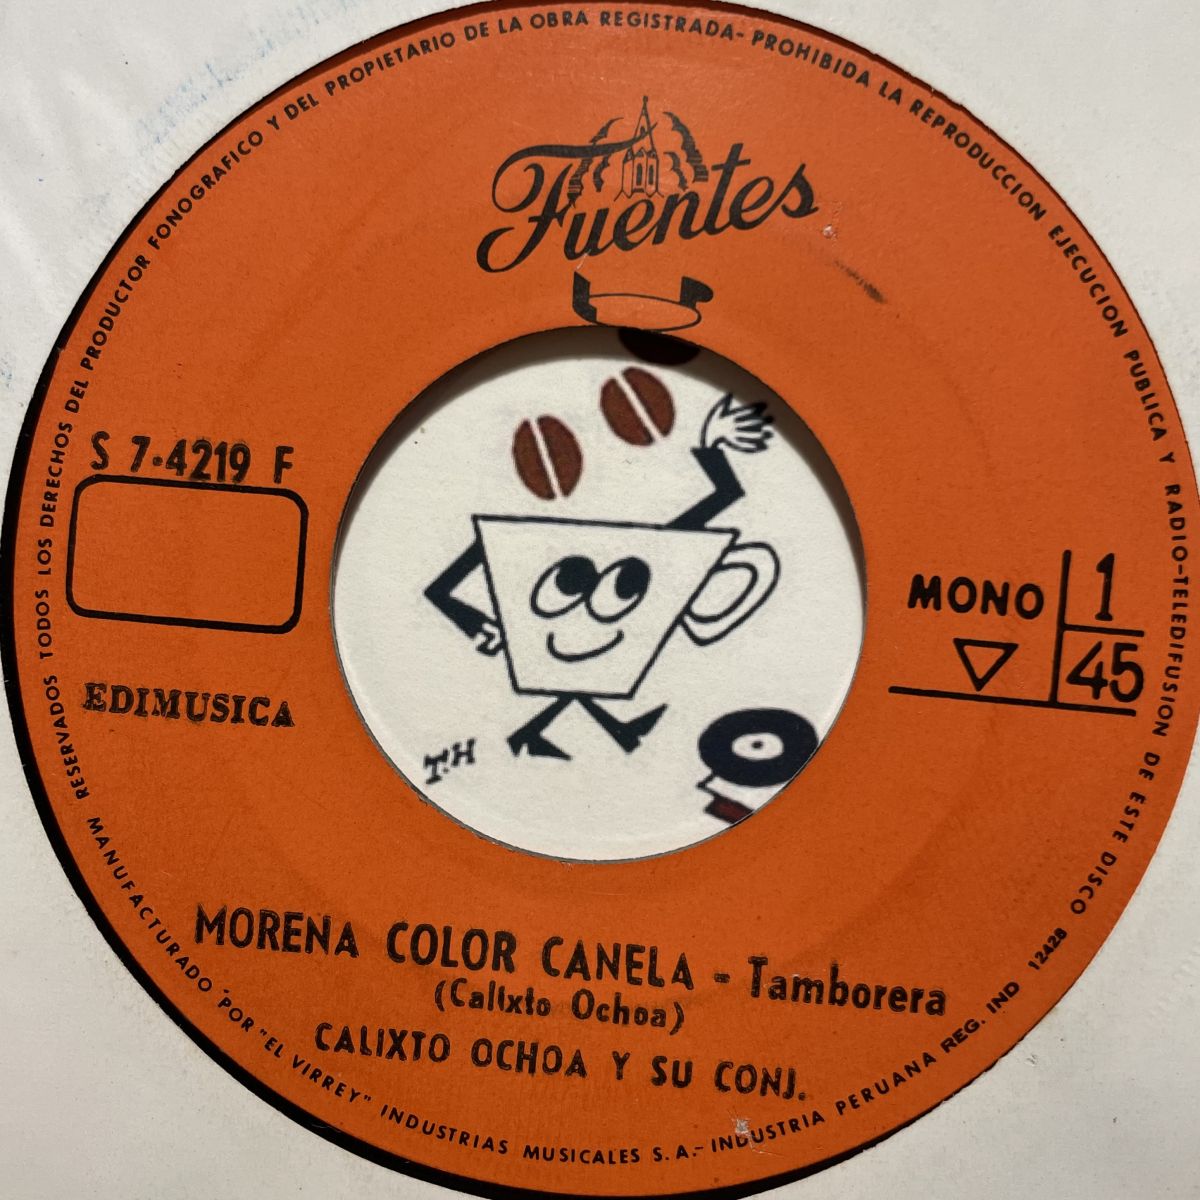 RESERVADOS TODOS LOS DERECHOS DEL PRODUCTOR FONOGRAFICO Y DEL PROPIETARIO DE LA OBRA REGISTRADA- PROHIBIDA LA REPRODUCCION EJECUCION PUBLICA Y RADIO-TELEDIFUSION DE ESTE DISCO
Fuentes
S 7-4219 F
EDIMUSICA
MONO 1
45
T.H
MORENA COLOR CANELA - Tamborera
(Calixto Ochoa)
CALIXTO OCHOA Y SU CONJ.
MANUFACTURADO POR "EL VIRREY" INDUSTRIAS MUSICALES S.A.- INDUSTRIA PERUANA REG. IND 12428